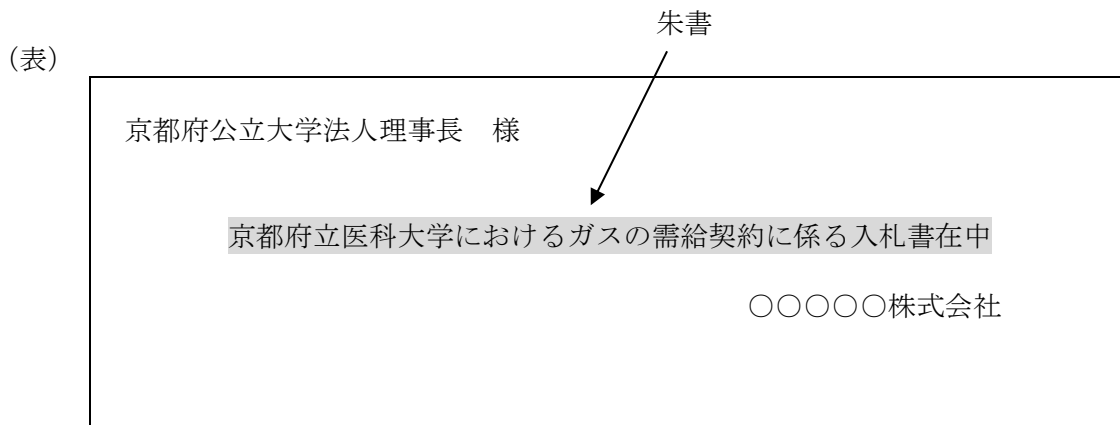 朱書
（表）
京都府公立大学法人理事長　様
京都府立医科大学におけるガスの需給契約に係る入札書在中
○○○○○株式会社